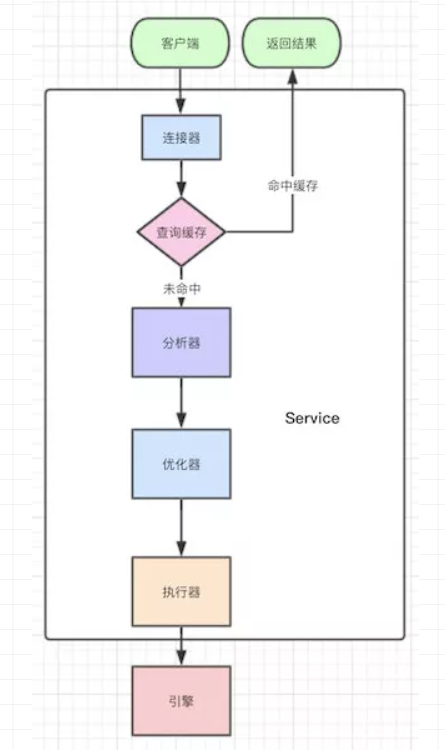 客户端
返回结果
连接器
命中缓存
查询缓存
未命中
分析器
Service
优化器
执行器
引擎